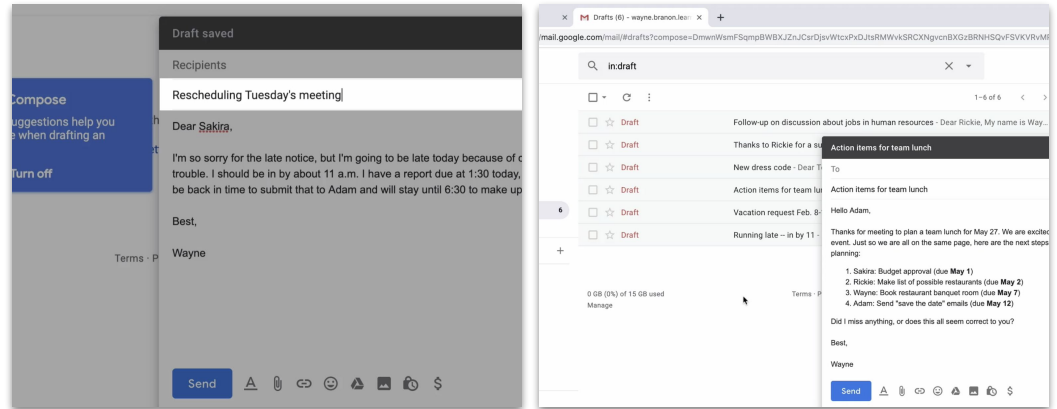 Draft saved
Recipients
Compose
Rescheduling Tuesday's meeting
uggestions help you
e when drafting an
Dear Sakira,
I'm so sorry for the late notice, but I'm going to be late today because of
trouble. I should be in by about 11 a.m. I have a report due at 1:30 today,
Turn off
be back in time to submit that to Adam and will stay until 6:30 to make up
Best,
Wayne
Terms · P
Send
Drafts (6) - wayne.branon.learn
/mail.google.com/mail/#drafts?compose=
in:draft
1–6 of 6
Draft Follow-up on discussion about jobs in human resources - Dear Rickie, My name is Way...
Draft Thanks to Rickie for a su
Draft New dress code - Dear T
Draft Action items for team lu
6 Draft Vacation request Feb. 8-
Draft Running late -- in by 11 -
0 GB (0%) of 15 GB used
Manage
Terms · P
Action items for team lunch
To
Action items for team lunch
Hello Adam,
Thanks for meeting to plan a team lunch for May 27. We are excited
event. Just so we are all on the same page, here are the next steps
planning:
1. Sakira: Budget approval (due May 1)
2. Rickie: Make list of possible restaurants (due May 2)
3. Wayne: Book restaurant banquet room (due May 7)
4. Adam: Send "save the date" emails (due May 12)
Did I miss anything, or does this all seem correct to you?
Best,
Wayne
Send